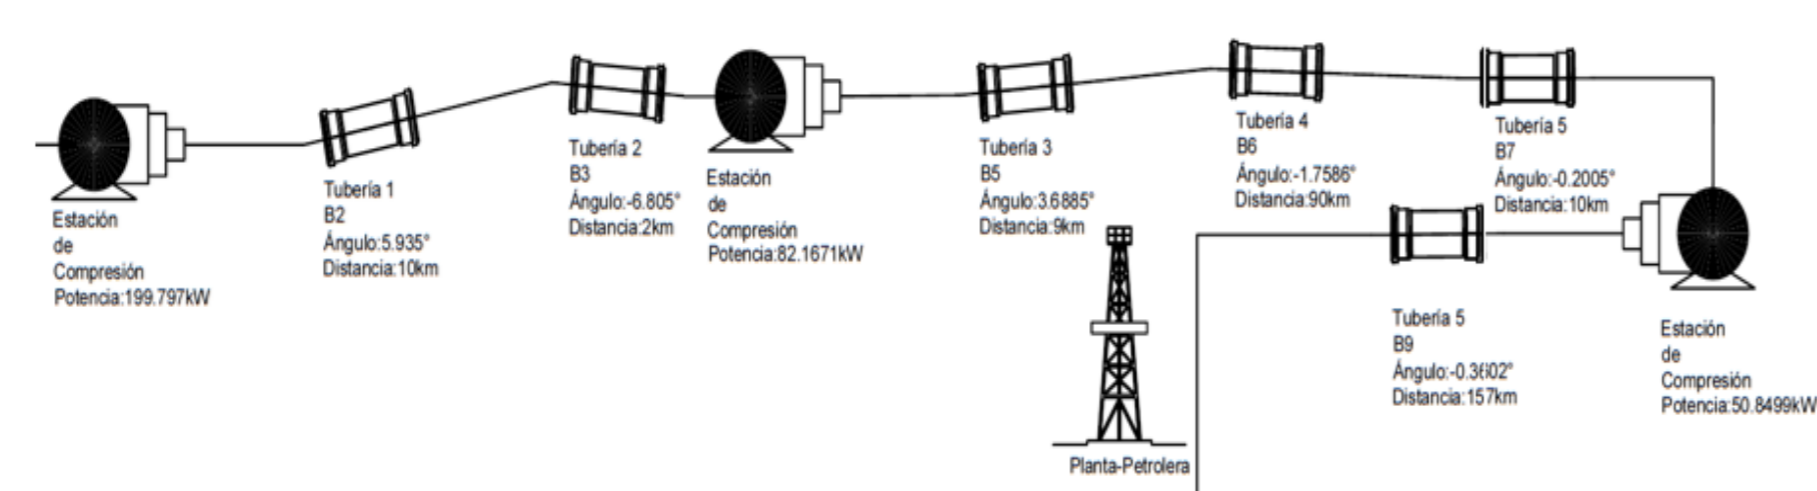 Estación
de
Compresión
Potencia:199.797kW
Tubería 1
B2
Ángulo:5.935°
Distancia:10km
Tubería 2
B3
Ángulo:-6.805°
Distancia:2km
Estación
de
Compresión
Potencia:82.1671kW
Tubería 3
B5
Ángulo:3.6885°
Distancia:9km
Tubería 4
B6
Ángulo:-1.7586°
Distancia:90km
Tubería 5
B7
Ángulo:-0.2005°
Distancia:10km
Estación
de
Compresión
Potencia:50.8499kW
Tubería 5
B9
Ángulo:-0.3602°
Distancia:157km
Planta-Petrolera